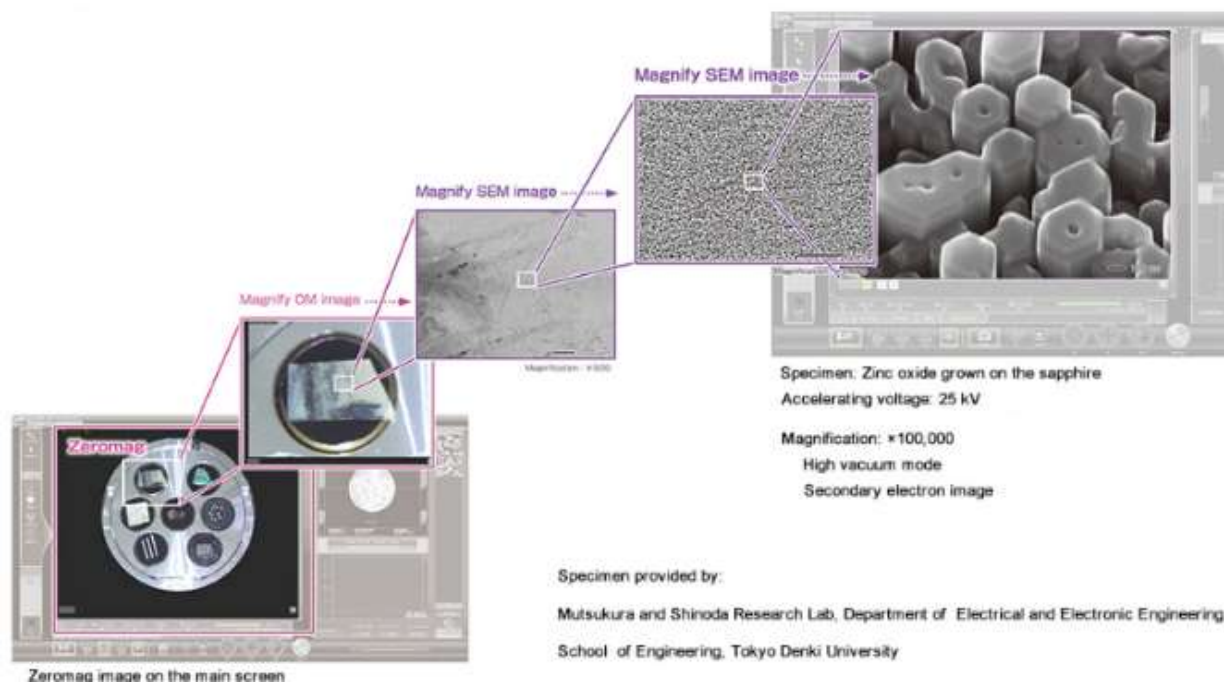 Magnify SEM image
Magnify SEM image
Magnify OM image
Zeromag
Zeromag image on the main screen
Specimen: Zinc oxide grown on the sapphire
Accelerating voltage: 25 kV
Magnification: ×100,000
High vacuum mode
Secondary electron image
Specimen provided by:
Mutsukura and Shinoda Research Lab, Department of Electrical and Electronic Engineering
School of Engineering, Tokyo Denki University